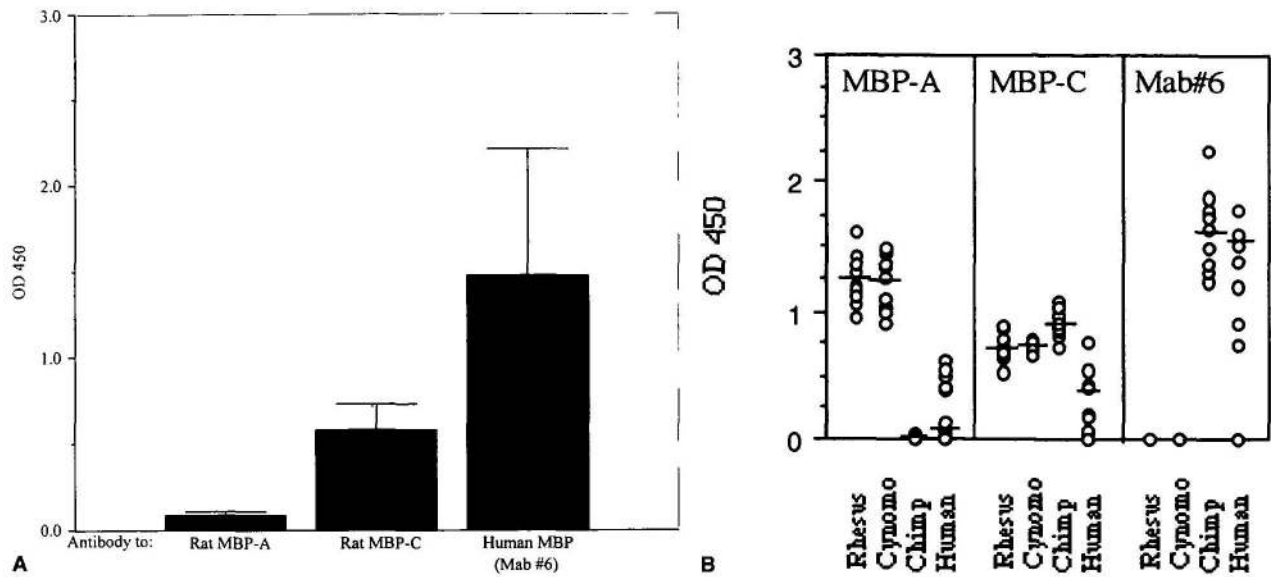 3.0
2.0
1.0
0.0
OD 450
Antibody to: Rat MBP-A Rat MBP-C Human MBP
(Mab #6)
A
3
2
1
0
OD 450
MBP-A MBP-C Mab#6
Rhesus
Cynomo
Chimp
Human
Rhesus
Cynomo
Chimp
Human
Rhesus
Cynomo
Chimp
Human
B